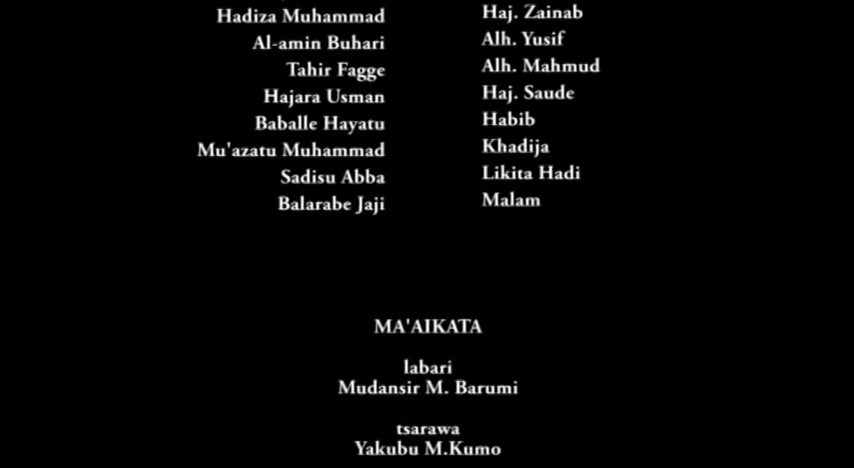 Hadiza Muhammad Haj. Zainab
Al-amin Buhari Alh. Yusif
Tahir Fagge Alh. Mahmud
Hajara Usman Haj. Saude
Baballe Hayatu Habib
Mu'azatu Muhammad Khadija
Sadisu Abba Likita Hadi
Balarabe Jaji Malam
MA'AIKATA
labari
Mudansir M. Barumi
tsarawa
Yakubu M.Kumo